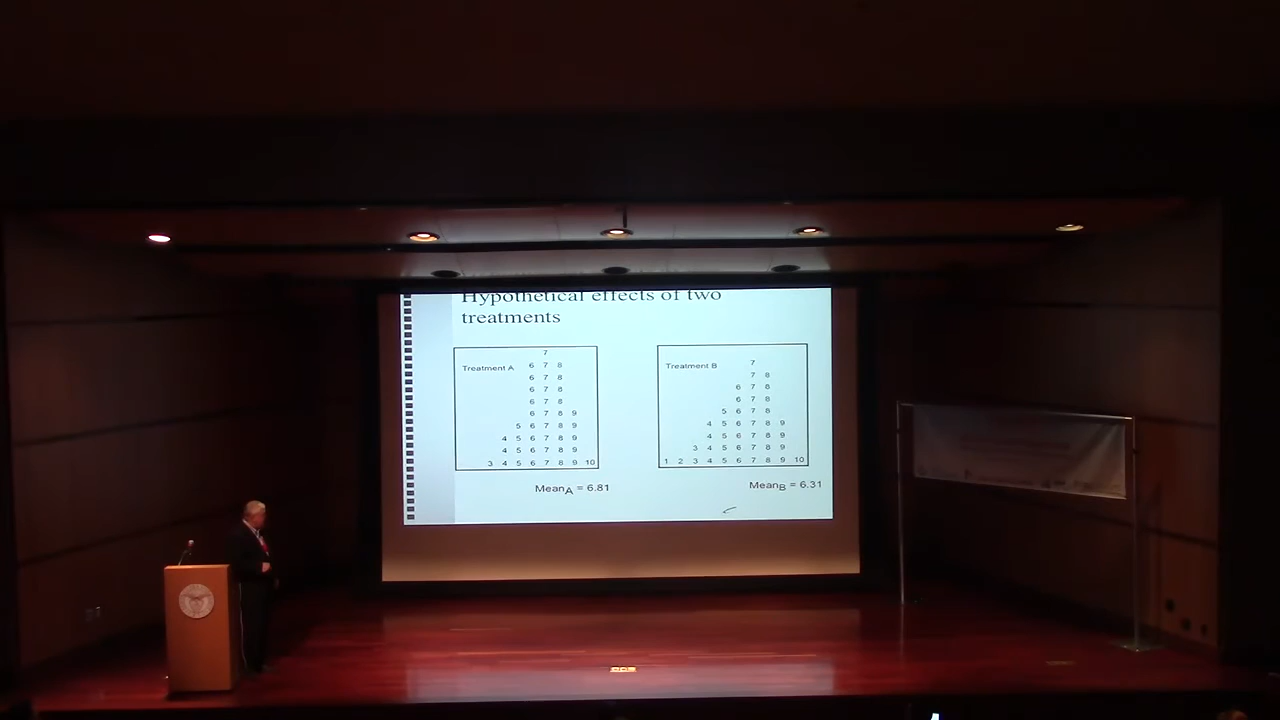 Hypothetical effects of two
treatments
Treatment A
7
6 7 8
6 7 8
6 7 8
6 7 8
6 7 8 9
5 6 7 8 9
4 5 6 7 8 9
4 5 6 7 8 9
3 4 5 6 7 8 9 10
MeanA = 6.81
Treatment B
7
7 8
6 7 8
6 7 8
5 6 7 8
4 5 6 7 8 9
4 5 6 7 8 9
3 4 5 6 7 8 9
1 2 3 4 5 6 7 8 9 10
MeanB = 6.31